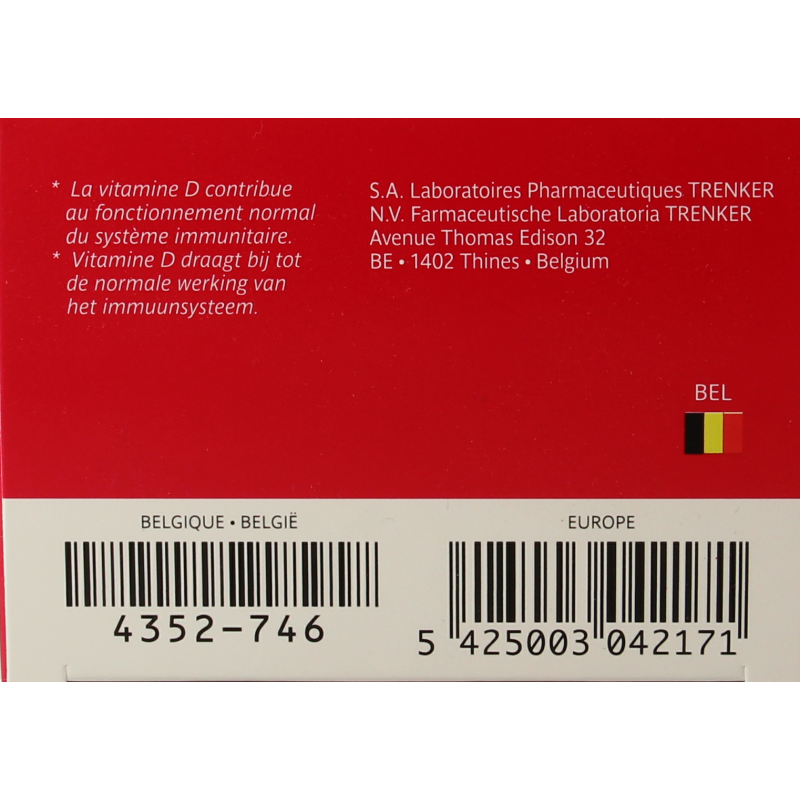 * La vitamine D contribue
au fonctionnement normal
du système immunitaire.
* Vitamine D draagt bij tot
de normale werking van
het immuunsysteem.
S.A. Laboratoires Pharmaceutiques TRENKER
N.V. Farmaceutische Laboratoria TRENKER
Avenue Thomas Edison 32
BE • 1402 Thines • Belgium
BEL
BELGIQUE • BELGIË
4352-746
EUROPE
5 425003 042171